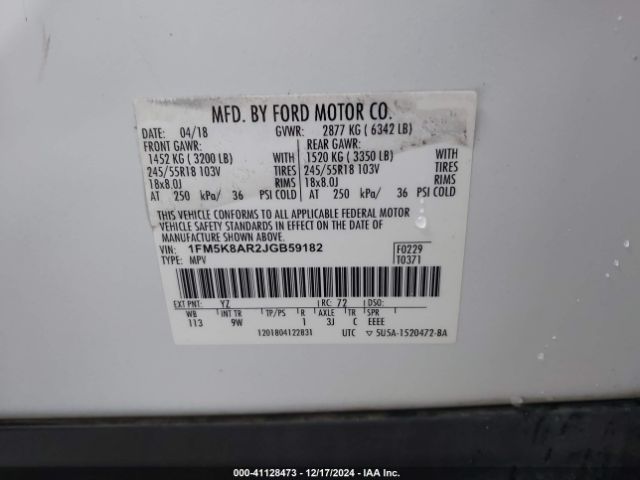 MFD. BY FORD MOTOR CO.
DATE: 04/18 GVWR: 2877 KG ( 6342 LB)
FRONT GAWR: REAR GAWR:
1452 KG ( 3200 LB) WITH 1520 KG ( 3350 LB) WITH
245/55R18 103V TIRES 245/55R18 103V TIRES
18x8.0J RIMS 18x8.0J RIMS
AT 250 kPa/ 36 PSI COLD AT 250 kPa/ 36 PSI COLD
THIS VEHICLE CONFORMS TO ALL APPLICABLE FEDERAL MOTOR
VEHICLE SAFETY STANDARDS IN EFFECT ON THE DATE OF
MANUFACTURE SHOWN ABOVE.
VIN: 1FM5K8AR2JGB59182 F0229
TYPE: MPV T0371
EXT PNT: YZ RC: 72 DSO:
WB INT TR TP/PS R AXLE TR SPR
113 9W 1 3J C EEEE
1201804122831 UTC ▽ 5U5A-1520472-BA
000-41128473 - 12/17/2024 - IAA Inc.